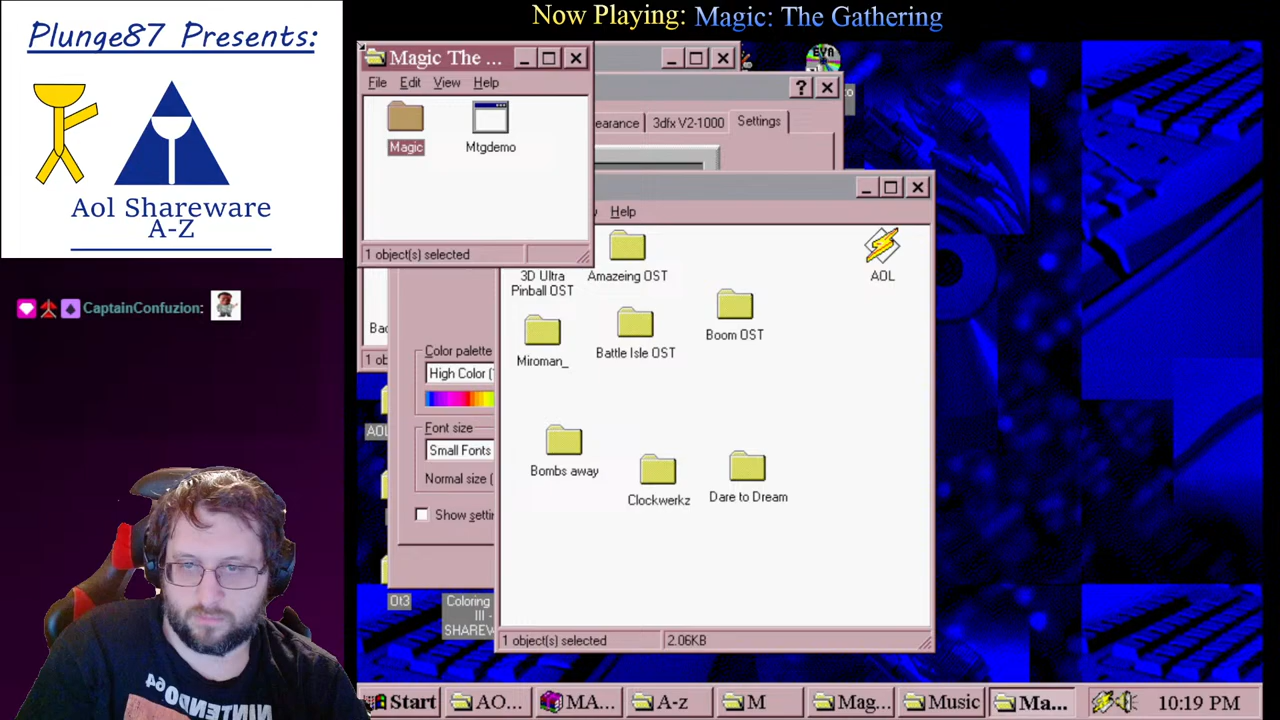 Plunge87 Presents:
Aol Shareware
A-Z
CaptainConfuzion:
Now Playing: Magic: The Gathering
Magic The ...
File Edit View Help
Magic
Mtgdemo
1 object(s) selected
earance
3dfx V2-1000
Settings
Help
3D Ultra
Pinball OST
Amazeing OST
AOL
Miroman_
Battle Isle OST
Boom OST
Bombs away
Clockwerkz
Dare to Dream
1 object(s) selected
2.06KB
Color palette
High Color (
Font size
Small Fonts
Normal size (
Show settin
Ot3
Coloring
III -
SHAREW
Start
AO...
MA...
A-z
M
Mag...
Music
Ma...
10:19 PM
NINTENDO64